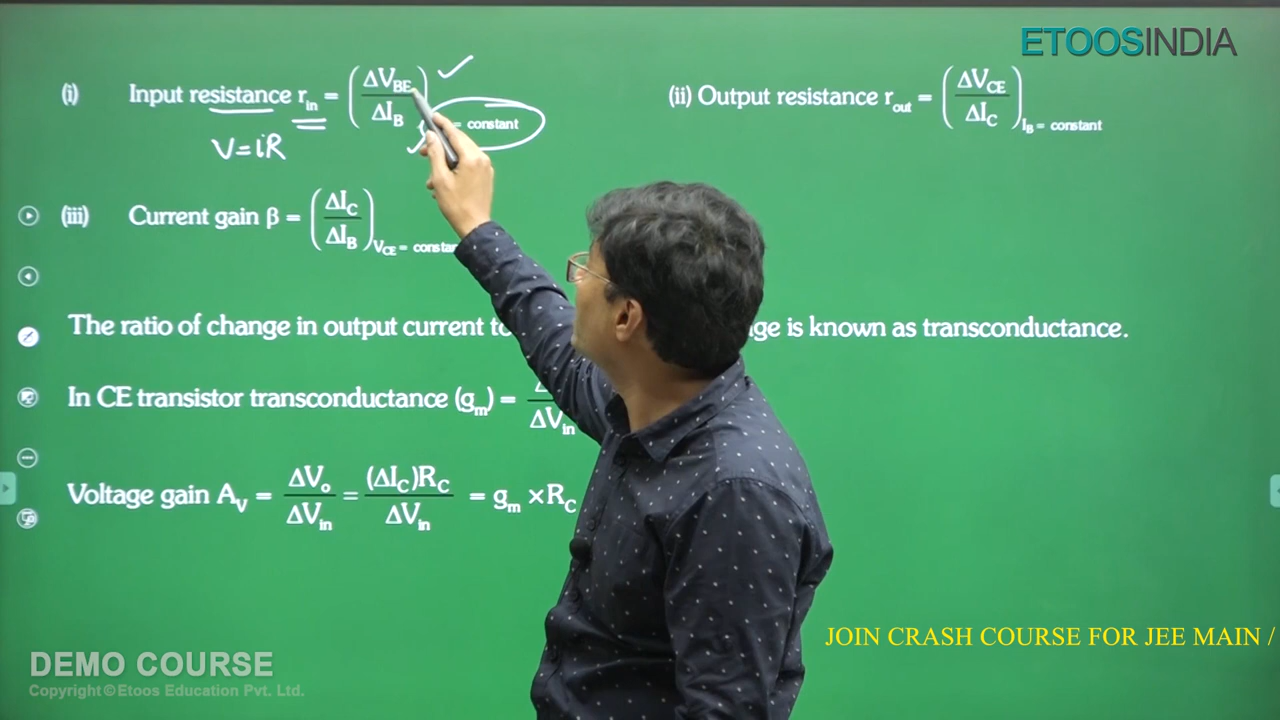 ETOOSINDIA
(i) Input resistance r_in = (ΔV_BE / ΔI_B) = constant
(ii) Output resistance r_out = (ΔV_CE / ΔI_C) I_B = constant
V = iR
(iii) Current gain β = (ΔI_C / ΔI_B) V_CE = consta
The ratio of change in output current to ge is known as transconductance.
In CE transistor transconductance (g_m) = ΔV_in
Voltage gain A_V = ΔV_o / ΔV_in = (ΔI_C)R_C / ΔV_in = g_m × R_C
JOIN CRASH COURSE FOR JEE MAIN /
DEMO COURSE
Copyright © Etoos Education Pvt. Ltd.